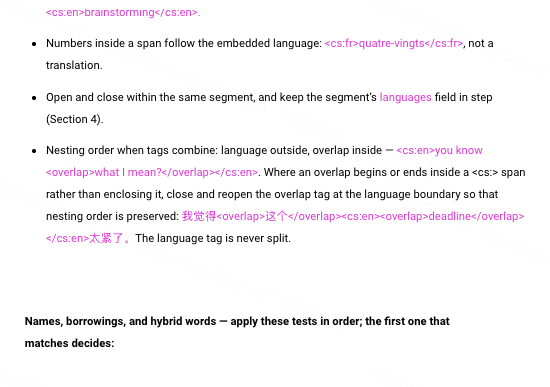 <cs:en>brainstorming</cs:en>.
• Numbers inside a span follow the embedded language: <cs:fr>quatre-vingts</cs:fr>, not a
translation.
• Open and close within the same segment, and keep the segment's languages field in step
(Section 4).
• Nesting order when tags combine: language outside, overlap inside — <cs:en>you know
<overlap>what I mean?</overlap></cs:en>. Where an overlap begins or ends inside a <cs:> span
rather than enclosing it, close and reopen the overlap tag at the language boundary so that
nesting order is preserved: 我觉得<overlap>这个</overlap><cs:en><overlap>deadline</overlap>
</cs:en>太紧了。The language tag is never split.
Names, borrowings, and hybrid words — apply these tests in order; the first one that
matches decides: